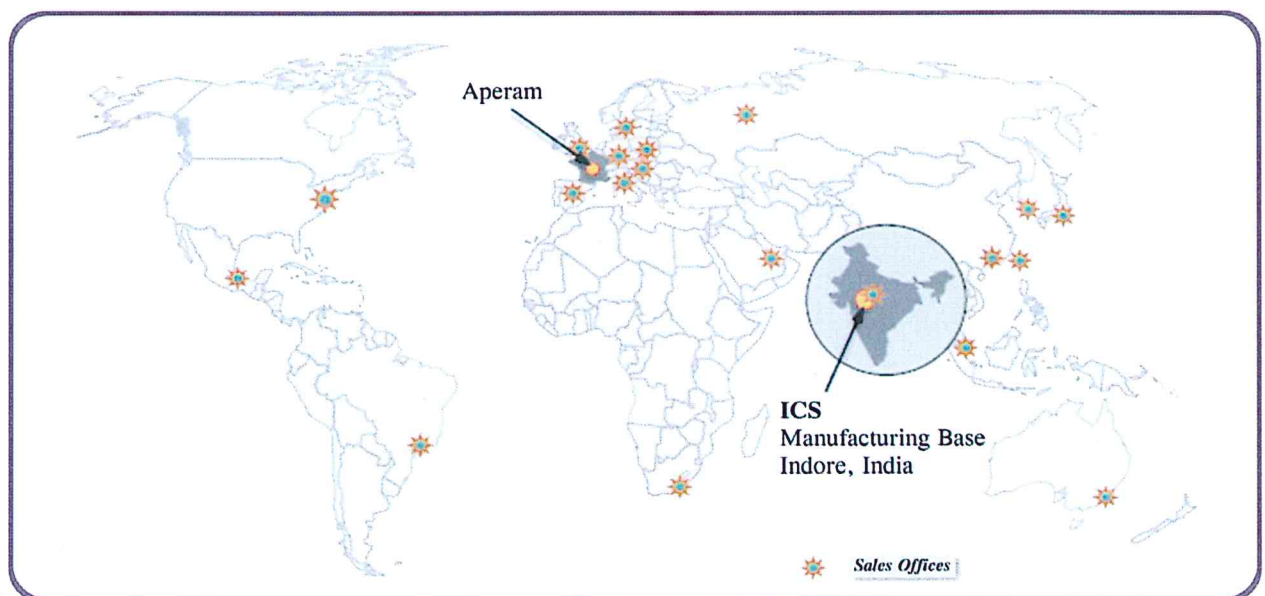 Aperam
ICS
Manufacturing Base
Indore, India
Sales Offices